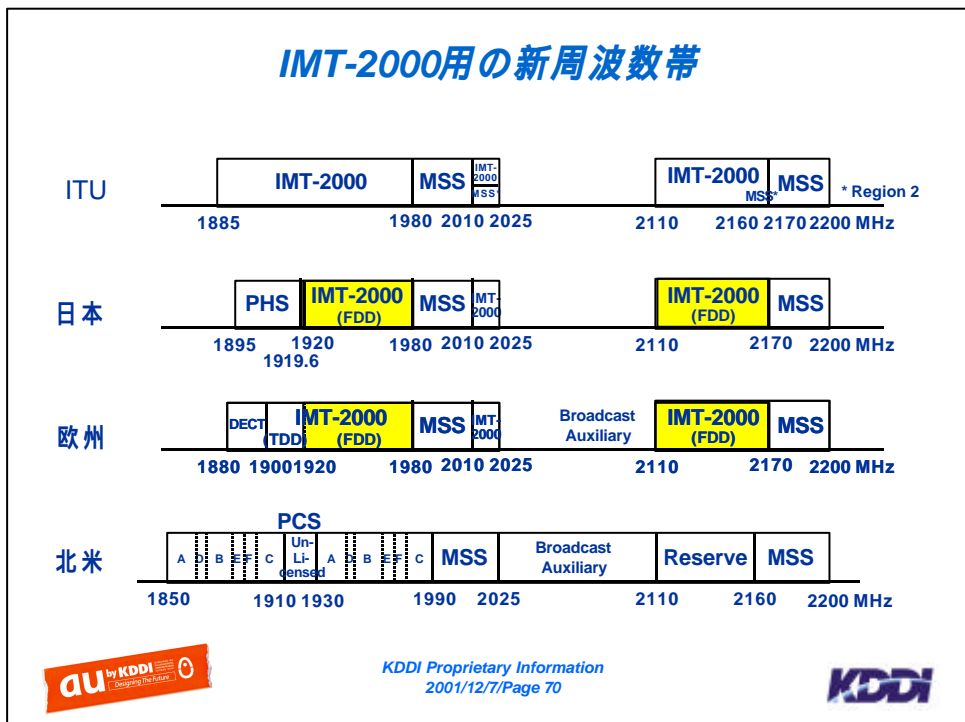 IMT-2000用の新周波数帯
ITU
IMT-2000
MSS
IMT-
2000
MSS*
IMT-2000
MSS*
MSS
* Region 2
1885
1980
2010
2025
2110
2160
2170
2200 MHz
日本
PHS
IMT-2000
(FDD)
MSS
IMT-
2000
IMT-2000
(FDD)
MSS
1895
1920
1919.6
1980
2010
2025
2110
2170
2200 MHz
欧州
DECT
(TDD)
IMT-2000
(FDD)
MSS
IMT-
2000
Broadcast
Auxiliary
IMT-2000
(FDD)
MSS
1880
1900
1920
1980
2010
2025
2110
2170
2200 MHz
北米
PCS
A
D
B
E
F
C
Un-
Li-
censed
A
D
B
E
F
C
MSS
Broadcast
Auxiliary
Reserve
MSS
1850
1910
1930
1990
2025
2110
2160
2200 MHz
au by KDDI
Designing The Future
KDDI Proprietary Information
2001/12/7/Page 70
KDDI